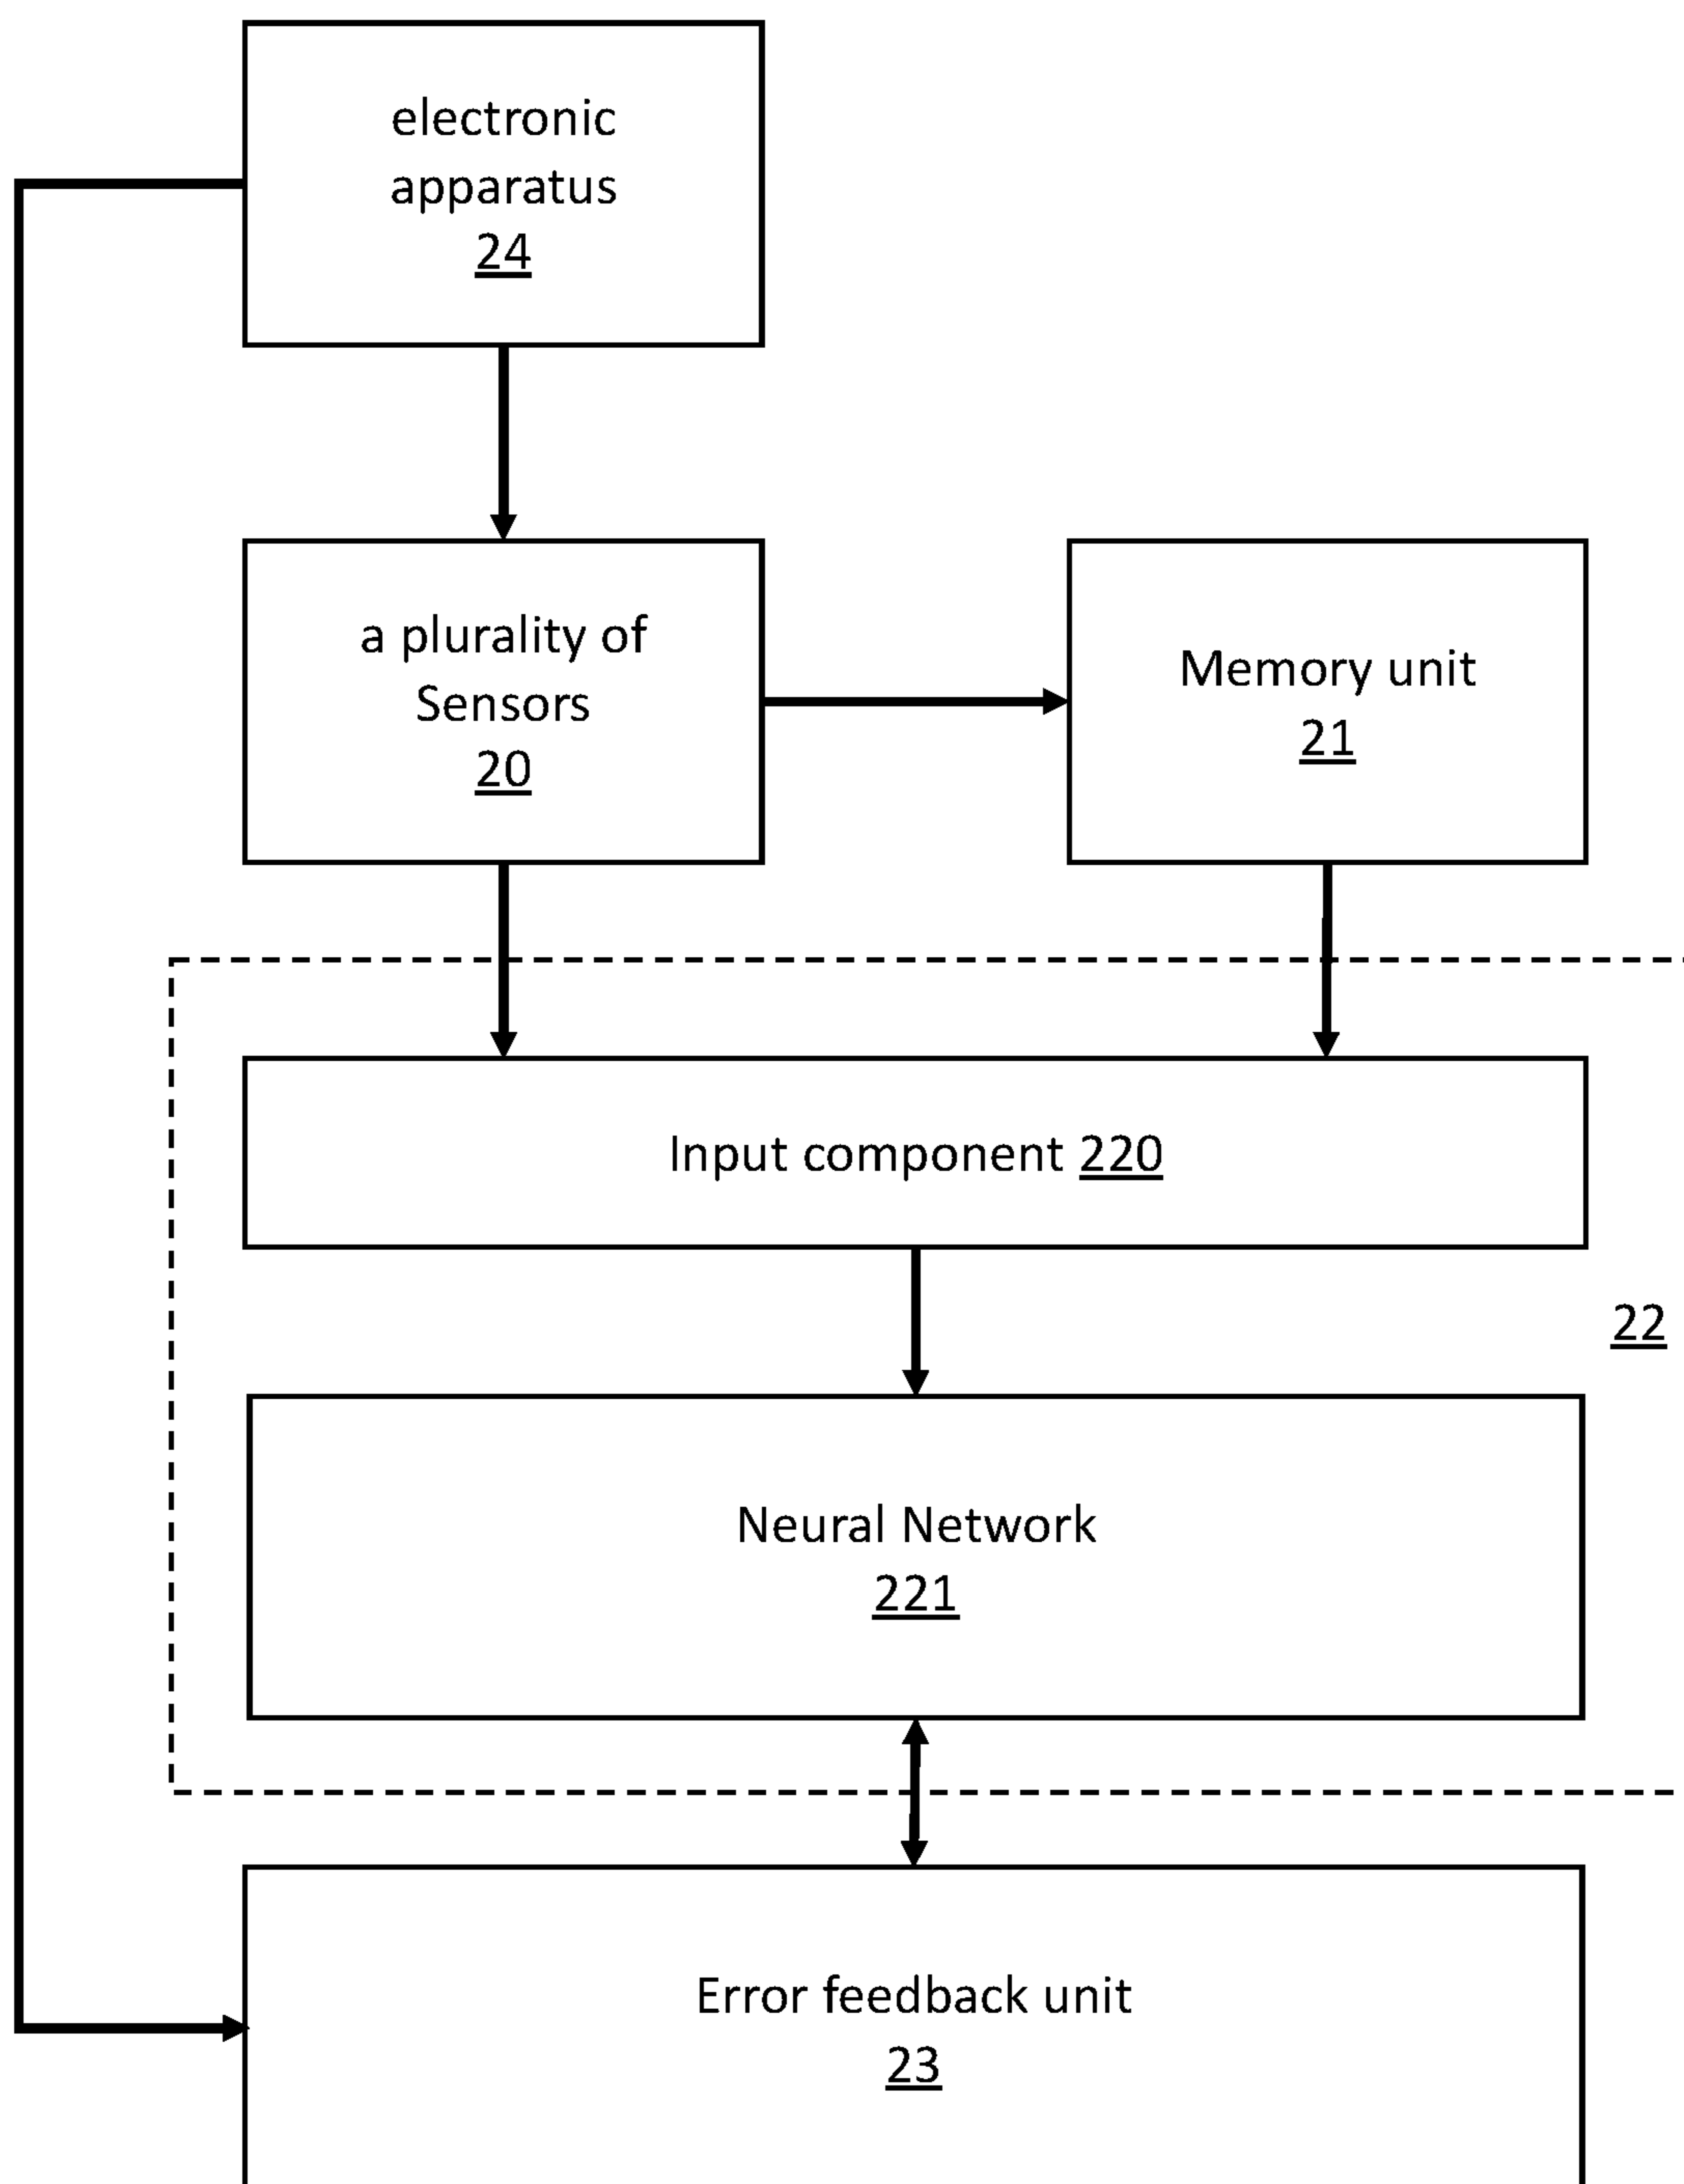 electronic
apparatus
24
a plurality of
Sensors
20
Memory unit
21
Input component 220
22
Neural Network
221
Error feedback unit
23